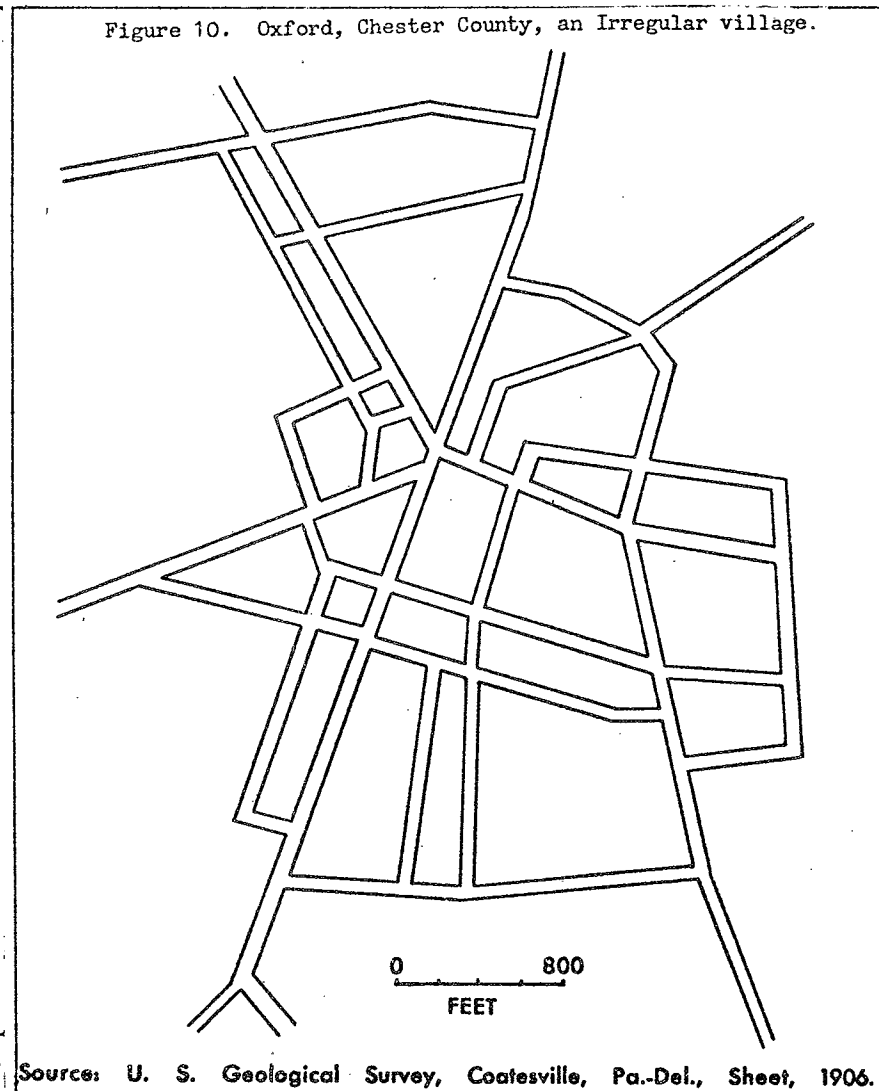 Figure 10. Oxford, Chester County, an Irregular village.
0 800
FEET
Source: U. S. Geological Survey, Coatesville, Pa.-Del., Sheet, 1906.